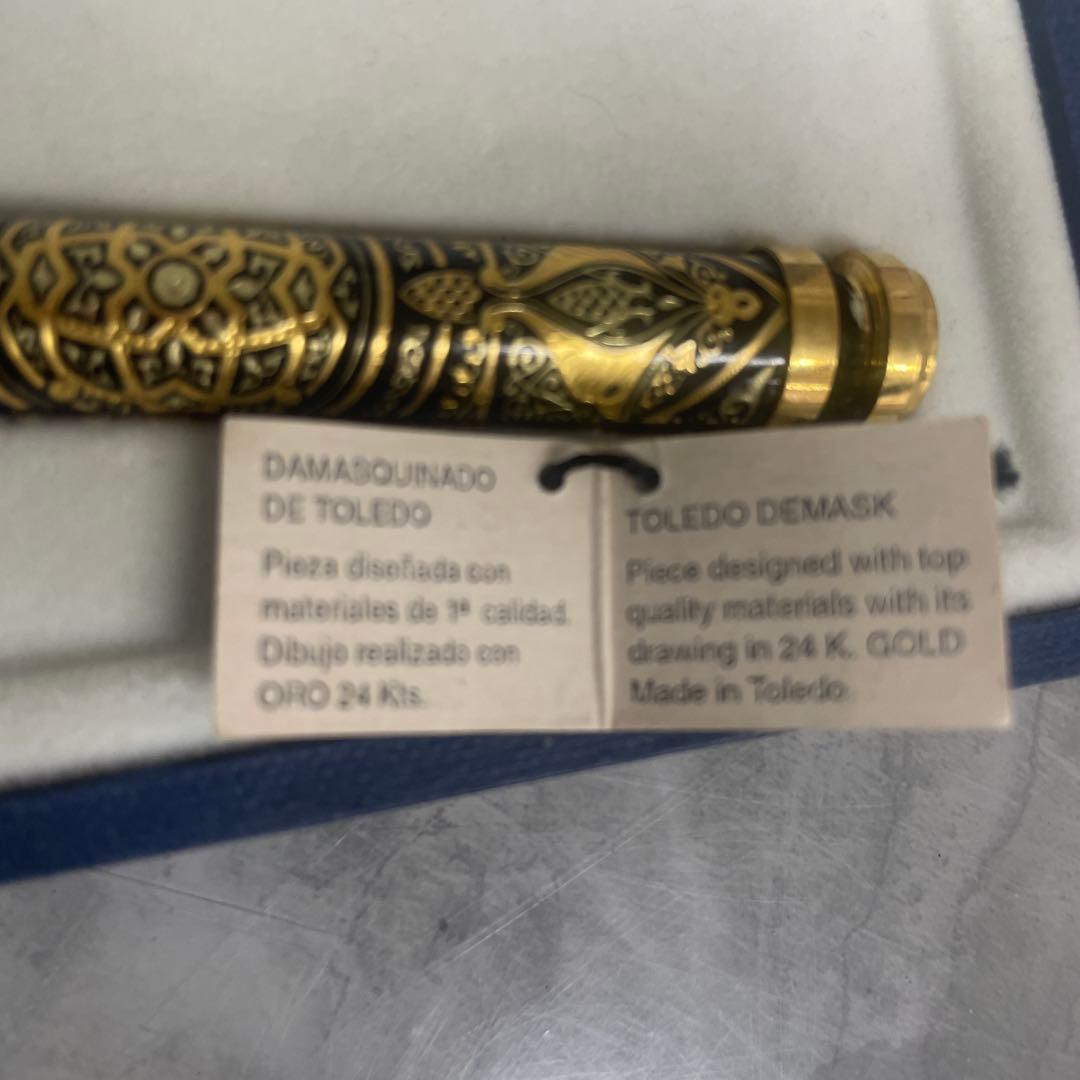 DAMASQUINADO
DE TOLEDO
Pieza diseñada con
materiales de 1ª calidad.
Dibujo realizado con
ORO 24 Kts.
TOLEDO DEMASK
Piece designed with top
quality materials with its
drawing in 24 K. GOLD
Made in Toledo.